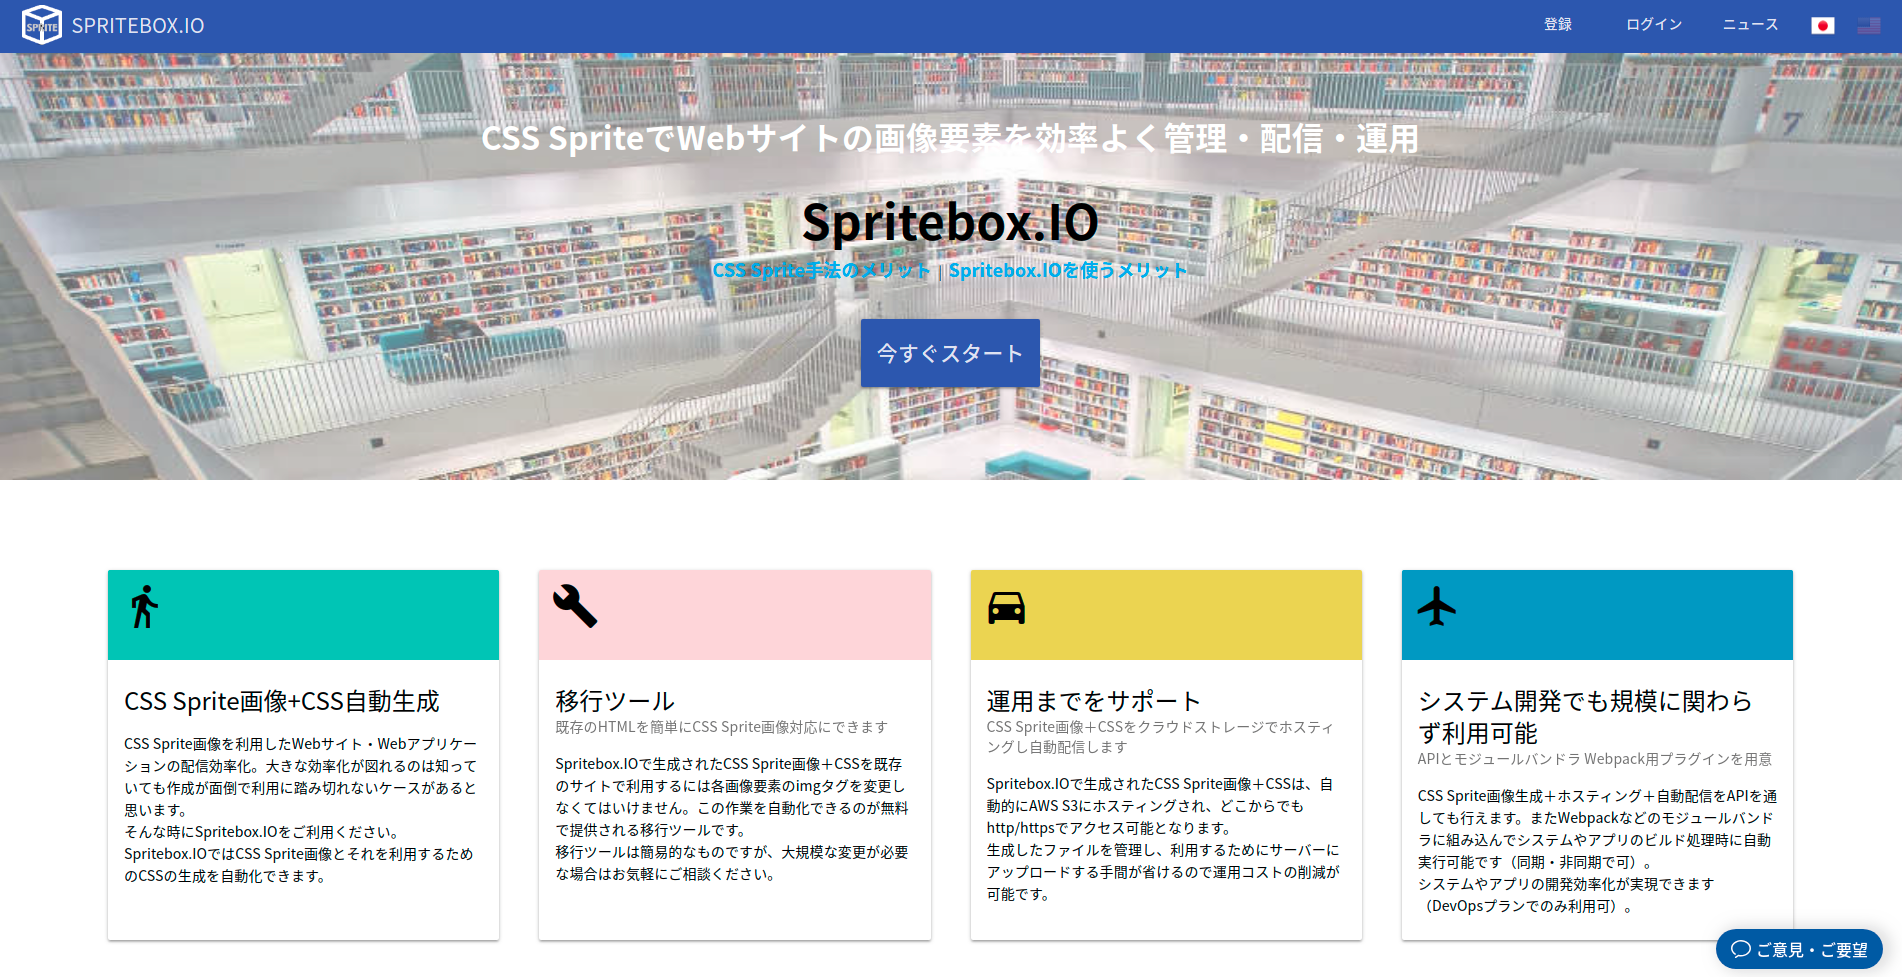 SPRITE
SPRITEBOX.IO
登録
ログイン
ニュース
CSS SpriteでWebサイトの画像要素を効率よく管理・配信・運用
7
Spritebox.IO
CSS Sprite手法のメリット | Spritebox.IOを使うメリット
今すぐスタート
CSS Sprite画像+CSS自動生成
CSS Sprite画像を利用したWebサイト・Webアプリケー
ションの配信効率化。大きな効率化が図れるのは知って
いても作成が面倒で利用に踏み切れないケースがあると
思います。
そんな時にSpritebox.IOをご利用ください。
Spritebox.IOではCSS Sprite画像とそれを利用するため
のCSSの生成を自動化できます。
移行ツール
既存のHTMLを簡単にCSS Sprite画像対応にできます
Spritebox.IOで生成されたCSS Sprite画像＋CSSを既存
のサイトで利用するには各画像要素のimgタグを変更し
なくてはいけません。この作業を自動化できるのが無料
で提供される移行ツールです。
移行ツールは簡易的なものですが、大規模な変更が必要
な場合はお気軽にご相談ください。
運用までをサポート
CSS Sprite画像＋CSSをクラウドストレージでホスティ
ングし自動配信します
Spritebox.IOで生成されたCSS Sprite画像＋CSSは、自
動的にAWS S3にホスティングされ、どこからでも
http/httpsでアクセス可能となります。
生成したファイルを管理し、利用するためにサーバーに
アップロードする手間が省けるので運用コストの削減が
可能です。
システム開発でも規模に関わら
ず利用可能
APIとモジュールバンドラ Webpack用プラグインを用意
CSS Sprite画像生成＋ホスティング＋自動配信をAPIを通
しても行えます。またWebpackなどのモジュールバンド
ラに組み込んでシステムやアプリのビルド処理時に自動
実行可能です（同期・非同期で可）。
システムやアプリの開発効率化が実現できます
（DevOpsプランでのみ利用可）。
ご意見・ご要望